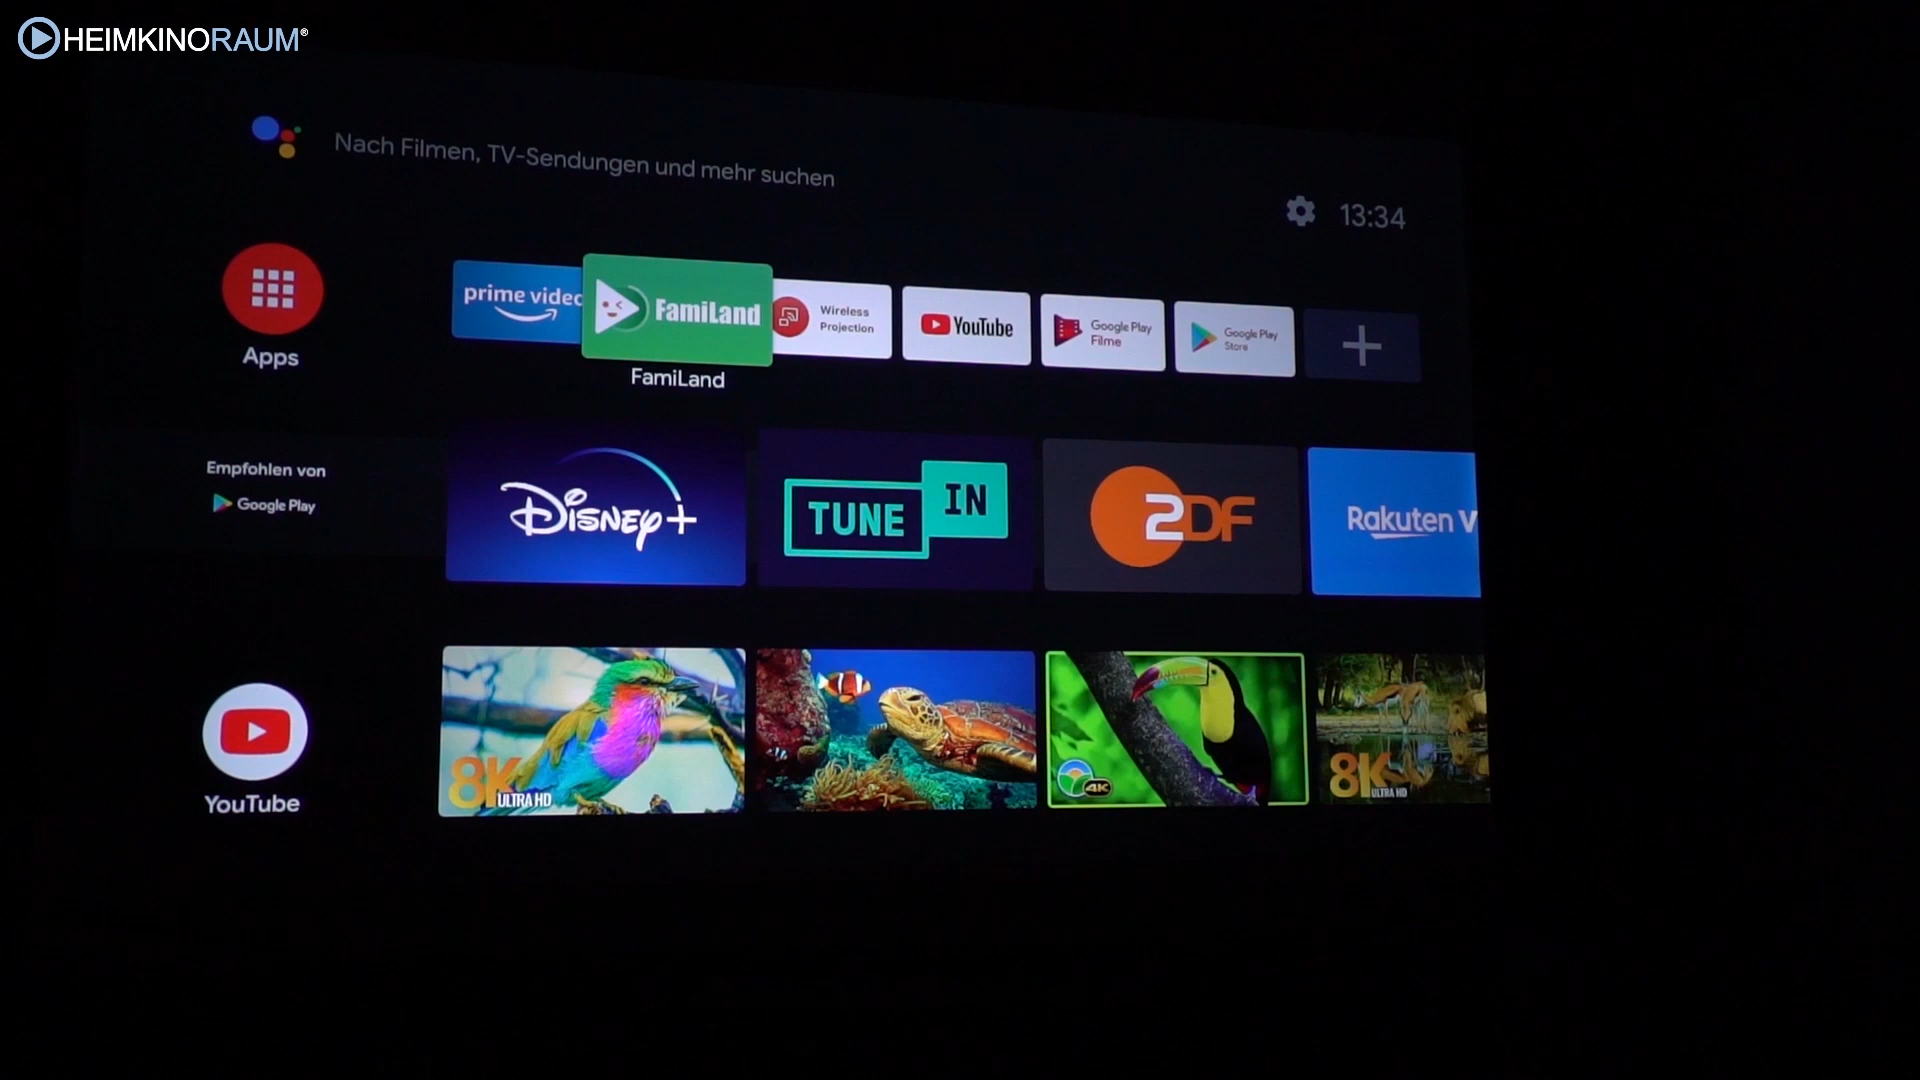 HEIMKINORAUM®
Nach Filmen, TV-Sendungen und mehr suchen
13:34
Apps
prime video
FamiLand
Wireless
Projection
YouTube
Google Play
Filme
Google Play
Store
FamiLand
Empfohlen von
Google Play
Disney+
TUNE IN
ZDF
Rakuten V
YouTube
8K ULTRA HD
4K
8K ULTRA HD